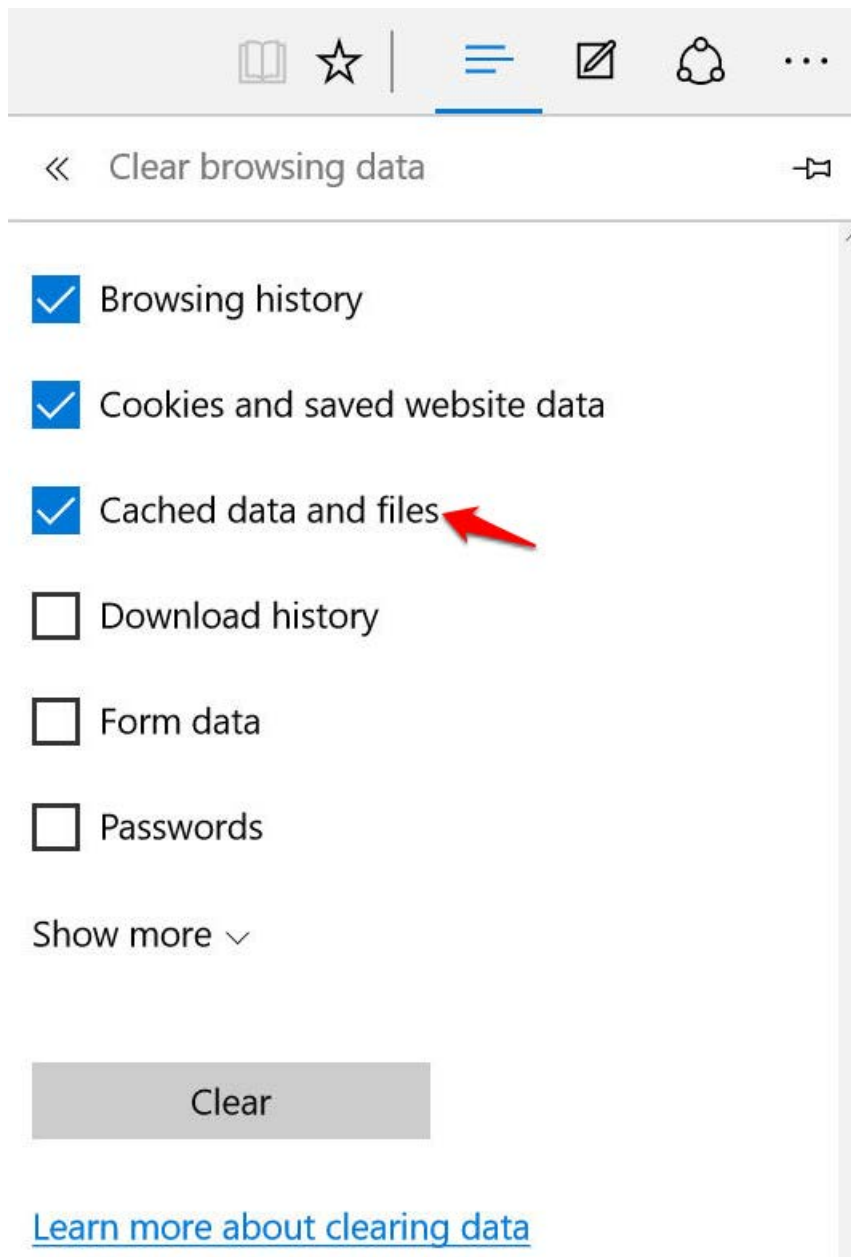 Clear browsing data
Browsing history
Cookies and saved website data
Cached data and files
Download history
Form data
Passwords
Show more
Clear
Learn more about clearing data